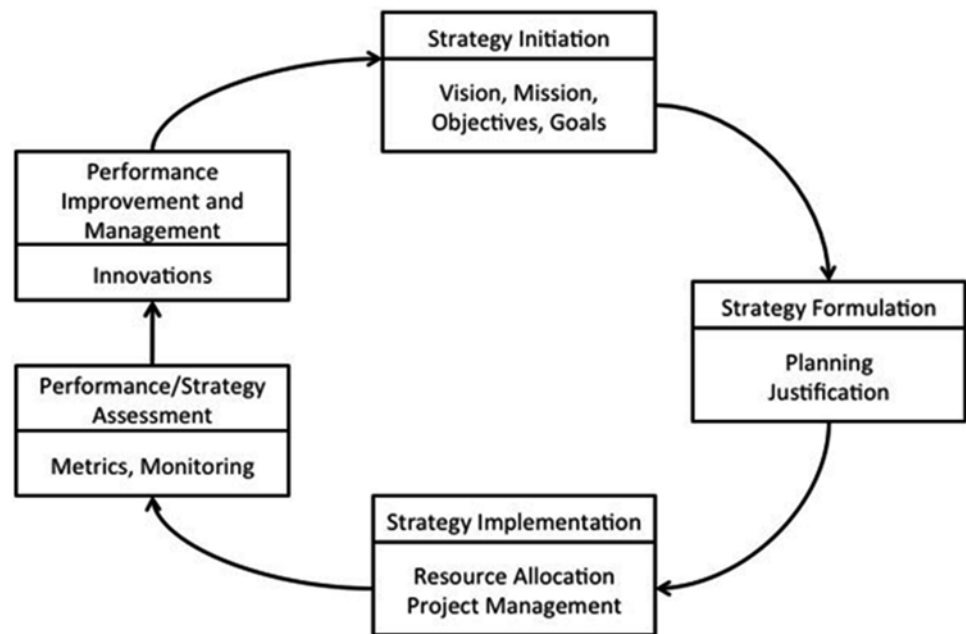 Strategy Initiation
Vision, Mission,
Objectives, Goals
Strategy Formulation
Planning
Justification
Strategy Implementation
Resource Allocation
Project Management
Performance/Strategy
Assessment
Metrics, Monitoring
Performance
Improvement and
Management
Innovations